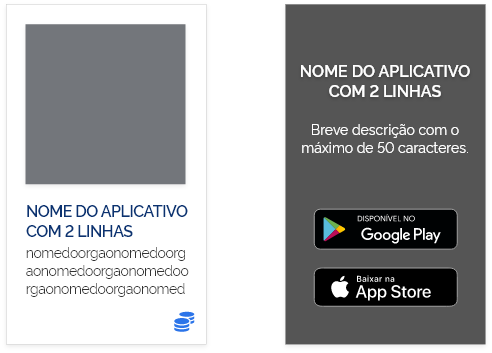 NOME DO APLICATIVO
COM 2 LINHAS
nomedoorgaonomedoorg
aonomedoorgaonomedoo
rgaonomedoorgaonomed
NOME DO APLICATIVO
COM 2 LINHAS
Breve descrição com o
máximo de 50 caracteres.
DISPONÍVEL NO
Google Play
Baixar na
App Store